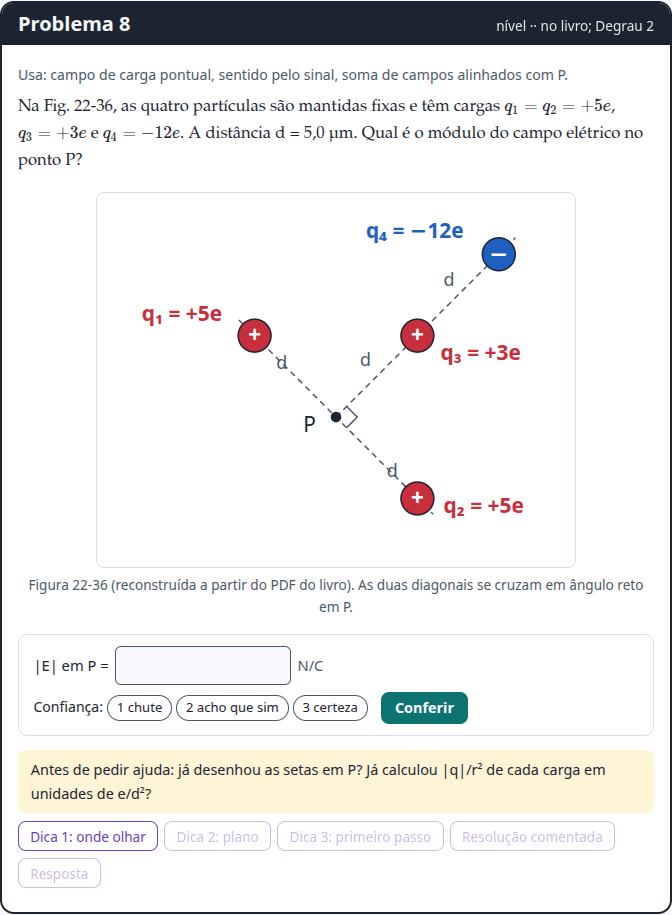 Problema 8
nível ·· no livro; Degrau 2
Usa: campo de carga pontual, sentido pelo sinal, soma de campos alinhados com P.
Na Fig. 22-36, as quatro partículas são mantidas fixas e têm cargas q₁ = q₂ = +5e,
q₃ = +3e e q₄ = −12e. A distância d = 5,0 μm. Qual é o módulo do campo elétrico no
ponto P?
q₄ = −12e
−
d
q₁ = +5e
+
+
q₃ = +3e
d
d
P
d
+
q₂ = +5e
Figura 22-36 (reconstruída a partir do PDF do livro). As duas diagonais se cruzam em ângulo reto
em P.
|E| em P =
N/C
Confiança: 1 chute 2 acho que sim 3 certeza Conferir
Antes de pedir ajuda: já desenhou as setas em P? Já calculou |q|/r² de cada carga em
unidades de e/d²?
Dica 1: onde olhar Dica 2: plano Dica 3: primeiro passo Resolução comentada
Resposta